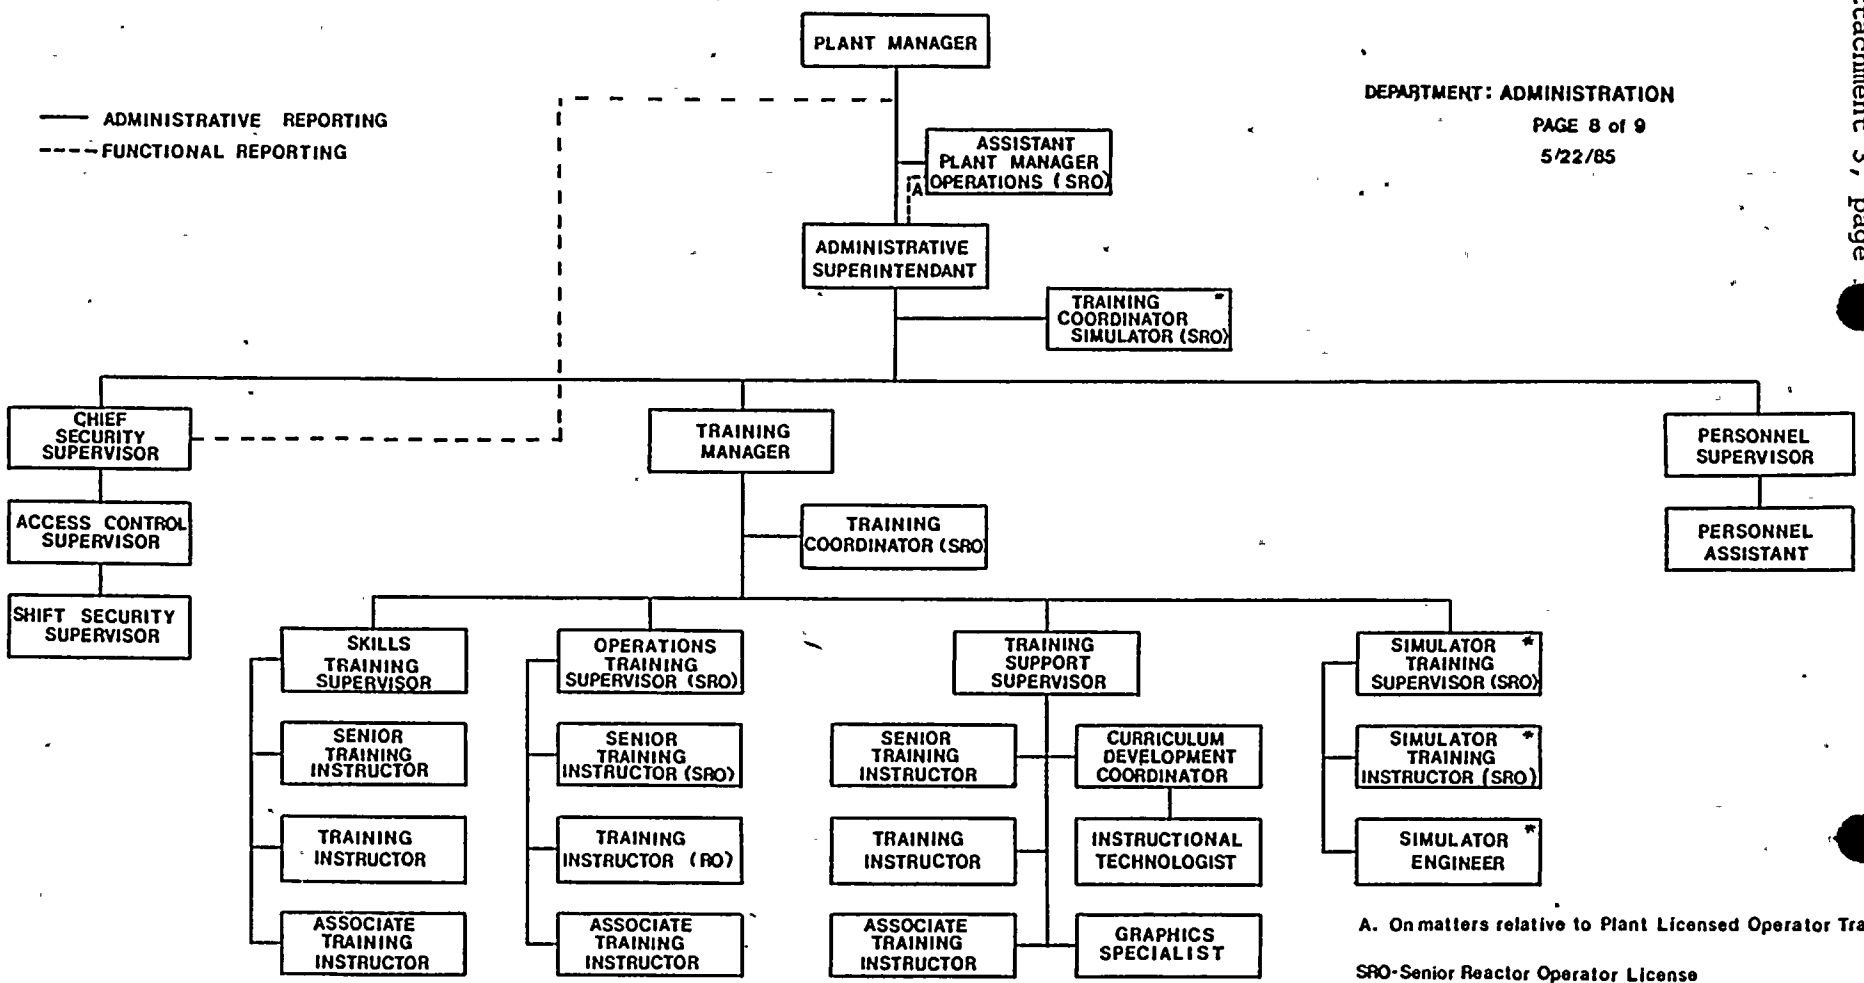 PLANT MANAGER
ADMINISTRATIVE REPORTING
FUNCTIONAL REPORTING
DEPARTMENT: ADMINISTRATION
PAGE 8 of 9
5/22/85
page
ASSISTANT
PLANT MANAGER
OPERATIONS (SRO)
A
ADMINISTRATIVE
SUPERINTENDANT
TRAINING *
COORDINATOR
SIMULATOR (SRO)
CHIEF
SECURITY
SUPERVISOR
TRAINING
MANAGER
PERSONNEL
SUPERVISOR
ACCESS CONTROL
SUPERVISOR
TRAINING
COORDINATOR (SRO)
PERSONNEL
ASSISTANT
SHIFT SECURITY
SUPERVISOR
SKILLS
TRAINING
SUPERVISOR
OPERATIONS
TRAINING
SUPERVISOR (SRO)
TRAINING
SUPPORT
SUPERVISOR
SIMULATOR *
TRAINING
SUPERVISOR (SRO)
SENIOR
TRAINING
INSTRUCTOR
SENIOR
TRAINING
INSTRUCTOR (SRO)
SENIOR
TRAINING
INSTRUCTOR
CURRICULUM
DEVELOPMENT
COORDINATOR
SIMULATOR *
TRAINING
INSTRUCTOR (SRO)
TRAINING
INSTRUCTOR
TRAINING
INSTRUCTOR (RO)
TRAINING
INSTRUCTOR
INSTRUCTIONAL
TECHNOLOGIST
SIMULATOR *
ENGINEER
ASSOCIATE
TRAINING
INSTRUCTOR
ASSOCIATE
TRAINING
INSTRUCTOR
ASSOCIATE
TRAINING
INSTRUCTOR
GRAPHICS
SPECIALIST
A. On matters relative to Plant Licensed Operator Tra
SRO-Senior Reactor Operator License